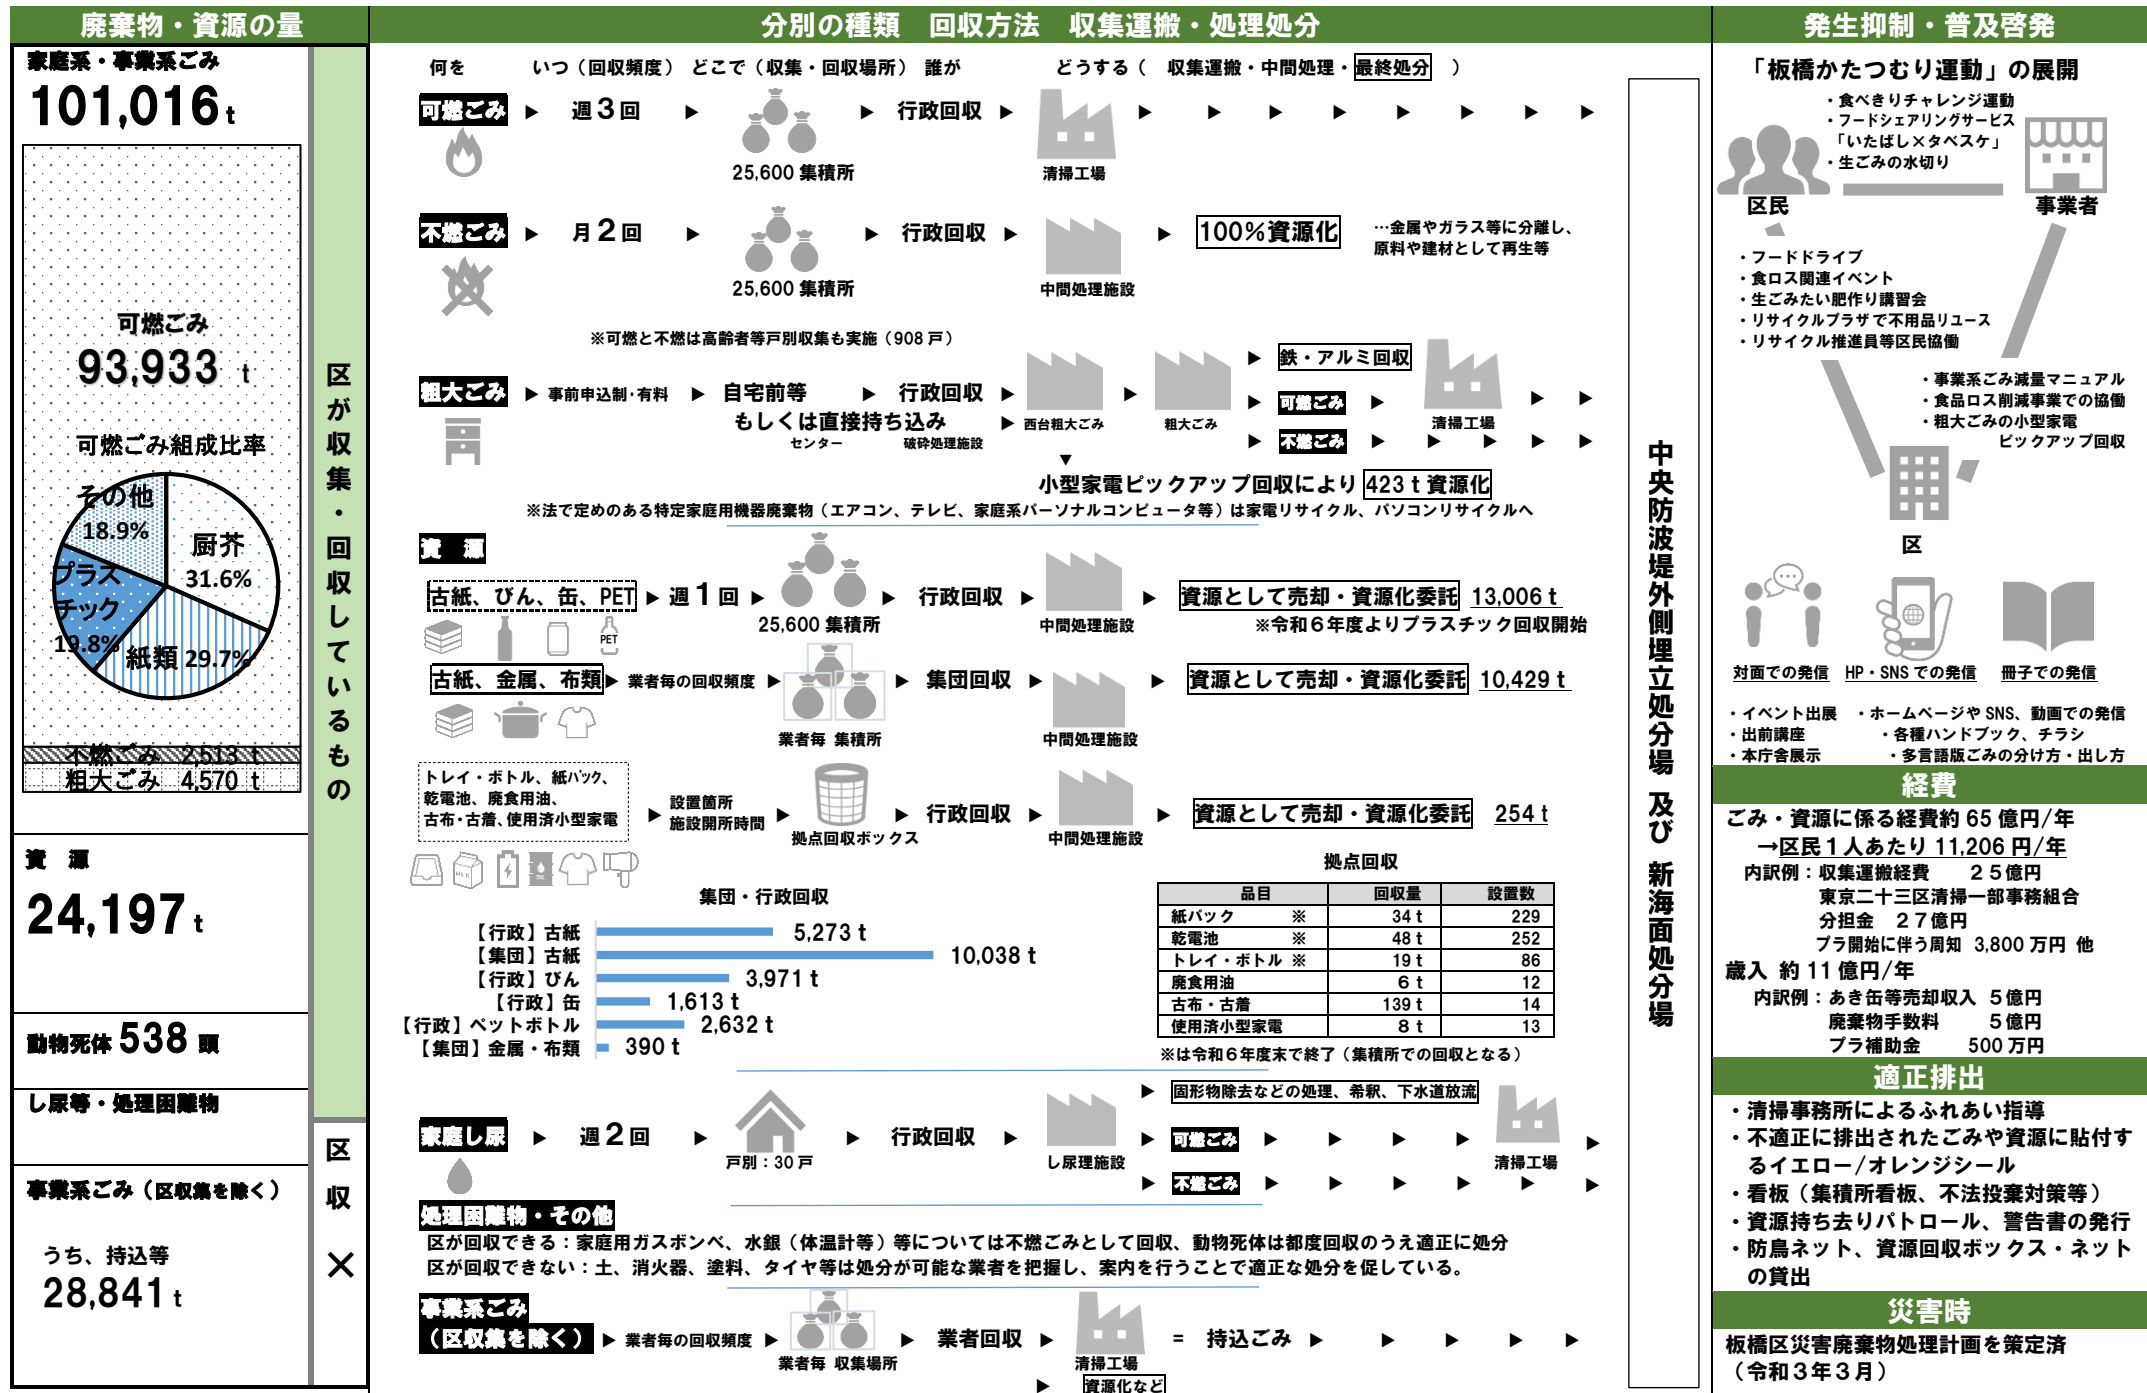 廃棄物・資源の量
家庭系・事業系ごみ
101,016 t
可燃ごみ
93,933 t
可燃ごみ組成比率
その他
18.9%
厨芥
31.6%
プラス
チック
19.8%
紙類 29.7%
不燃ごみ 2,513 t
粗大ごみ 4,570 t
資 源
24,197 t
動物死体 538 頭
し尿等・処理困難物
事業系ごみ（区収集を除く）
うち、持込等
28,841 t
区が収集・回収しているもの
区収×
分別の種類 回収方法 収集運搬・処理処分
何を いつ（回収頻度） どこで（収集・回収場所） 誰が どうする（ 収集運搬・中間処理・最終処分 ）
可燃ごみ ▶ 週3回 ▶ ▶ 行政回収 ▶ ▶ ▶ ▶ ▶ ▶ ▶ ▶ ▶
25,600 集積所 清掃工場
不燃ごみ ▶ 月2回 ▶ ▶ 行政回収 ▶ ▶ 100%資源化 …金属やガラス等に分離し、
原料や建材として再生等
25,600 集積所 中間処理施設
※可燃と不燃は高齢者等戸別収集も実施（908 戸）
粗大ごみ ▶ 事前申込制・有料 ▶ 自宅前等 ▶ 行政回収 ▶ ▶ ▶ 鉄・アルミ回収
▶ 可燃ごみ ▶ 清掃工場 ▶ ▶
もしくは直接持ち込み ▶ 西台粗大ごみ 粗大ごみ
センター 破砕処理施設 ▶ 不燃ごみ ▶ ▶ ▶ ▶ ▶
▼
小型家電ピックアップ回収により 423 t 資源化
※法で定めのある特定家庭用機器廃棄物（エアコン、テレビ、家庭系パーソナルコンピュータ等）は家電リサイクル、パソコンリサイクルへ
資 源
古紙、びん、缶、PET ▶ 週1回 ▶ ▶ 行政回収 ▶ ▶ 資源として売却・資源化委託 13,006 t
PET
25,600 集積所 中間処理施設 ※令和６年度よりプラスチック回収開始
古紙、金属、布類 ▶ 業者毎の回収頻度 ▶ ▶ 集団回収 ▶ ▶ 資源として売却・資源化委託 10,429 t
業者毎 集積所 中間処理施設
トレイ・ボトル、紙パック、
乾電池、廃食用油、
古布・古着、使用済小型家電
▶ 設置箇所
施設開所時間 ▶ ▶ 行政回収 ▶ ▶ 資源として売却・資源化委託 254 t
拠点回収ボックス 中間処理施設
集団・行政回収
【行政】古紙 5,273 t
【集団】古紙 10,038 t
【行政】びん 3,971 t
【行政】缶 1,613 t
【行政】ペットボトル 2,632 t
【集団】金属・布類 390 t
拠点回収
品目 回収量 設置数
紙パック ※ 34 t 229
乾電池 ※ 48 t 252
トレイ・ボトル ※ 19 t 86
廃食用油 6 t 12
古布・古着 139 t 14
使用済小型家電 8 t 13
※は令和６年度末で終了（集積所での回収となる）
▶ 固形物除去などの処理、希釈、下水道放流
家庭し尿 ▶ 週2回 ▶ ▶ 行政回収 ▶ ▶ 可燃ごみ ▶ ▶ ▶ ▶ ▶
戸別：30 戸 し尿理施設 清掃工場
▶ 不燃ごみ ▶ ▶ ▶ ▶ ▶ ▶
処理困難物・その他
区が回収できる：家庭用ガスボンベ、水銀（体温計等）等については不燃ごみとして回収、動物死体は都度回収のうえ適正に処分
区が回収できない：土、消火器、塗料、タイヤ等は処分が可能な業者を把握し、案内を行うことで適正な処分を促している。
事業系ごみ
（区収集を除く） ▶ 業者毎の回収頻度 ▶ ▶ 業者回収 ▶ ＝ 持込ごみ ▶ ▶ ▶ ▶ ▶
業者毎 収集場所 清掃工場
▶ 資源化など
中央防波堤外側埋立処分場 及び 新海面処分場
発生抑制・普及啓発
「板橋かたつむり運動」の展開
・食べきりチャレンジ運動
・フードシェアリングサービス
「いたばし×タベスケ」
・生ごみの水切り
区民 事業者
・フードドライブ
・食ロス関連イベント
・生ごみたい肥作り講習会
・リサイクルプラザで不用品リユース
・リサイクル推進員等区民協働
・事業系ごみ減量マニュアル
・食品ロス削減事業での協働
・粗大ごみの小型家電
ピックアップ回収
区
対面での発信 HP・SNS での発信 冊子での発信
・イベント出展 ・ホームページや SNS、動画での発信
・出前講座 ・各種ハンドブック、チラシ
・本庁舎展示 ・多言語版ごみの分け方・出し方
経費
ごみ・資源に係る経費約 65 億円/年
→区民１人あたり 11,206 円/年
内訳例：収集運搬経費 ２５億円
東京二十三区清掃一部事務組合
分担金 ２７億円
プラ開始に伴う周知 3,800 万円 他
歳入 約 11 億円/年
内訳例：あき缶等売却収入 ５億円
廃棄物手数料 ５億円
プラ補助金 500 万円
適正排出
・清掃事務所によるふれあい指導
・不適正に排出されたごみや資源に貼付す
るイエロー/オレンジシール
・看板（集積所看板、不法投棄対策等）
・資源持ち去りパトロール、警告書の発行
・防鳥ネット、資源回収ボックス・ネット
の貸出
災害時
板橋区災害廃棄物処理計画を策定済
（令和３年３月）